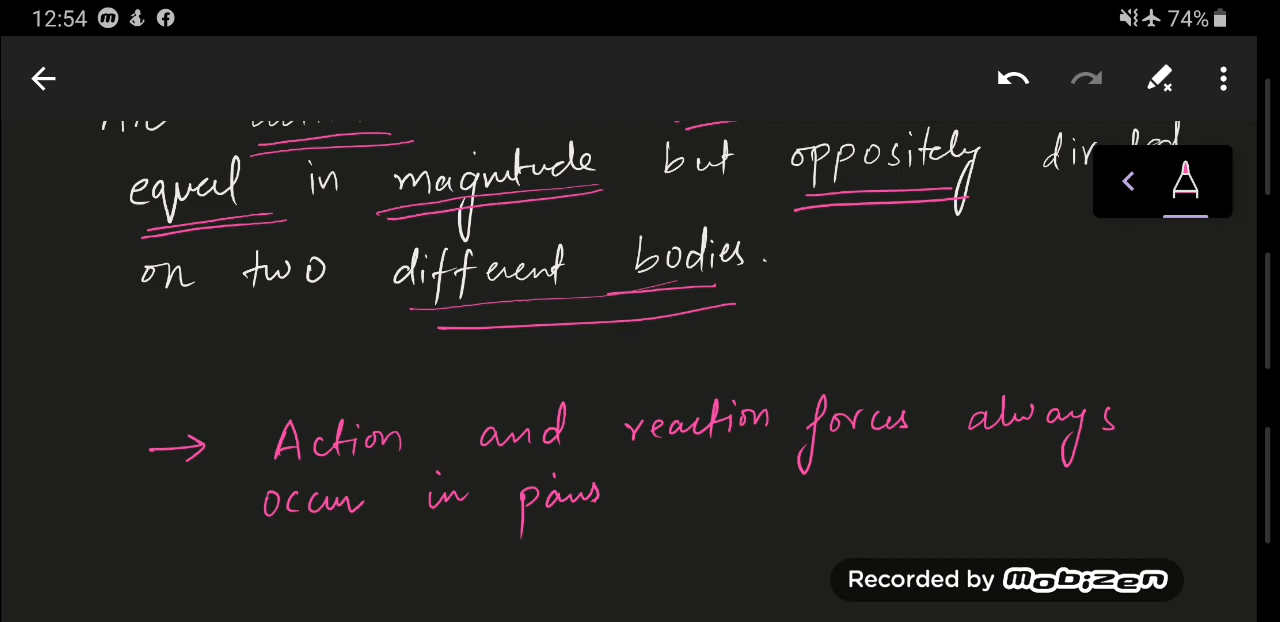 12:54 74%
equal in magnitude but oppositely
on two different bodies.
→ Action and reaction forces always
occur in pairs
Recorded by mobizen